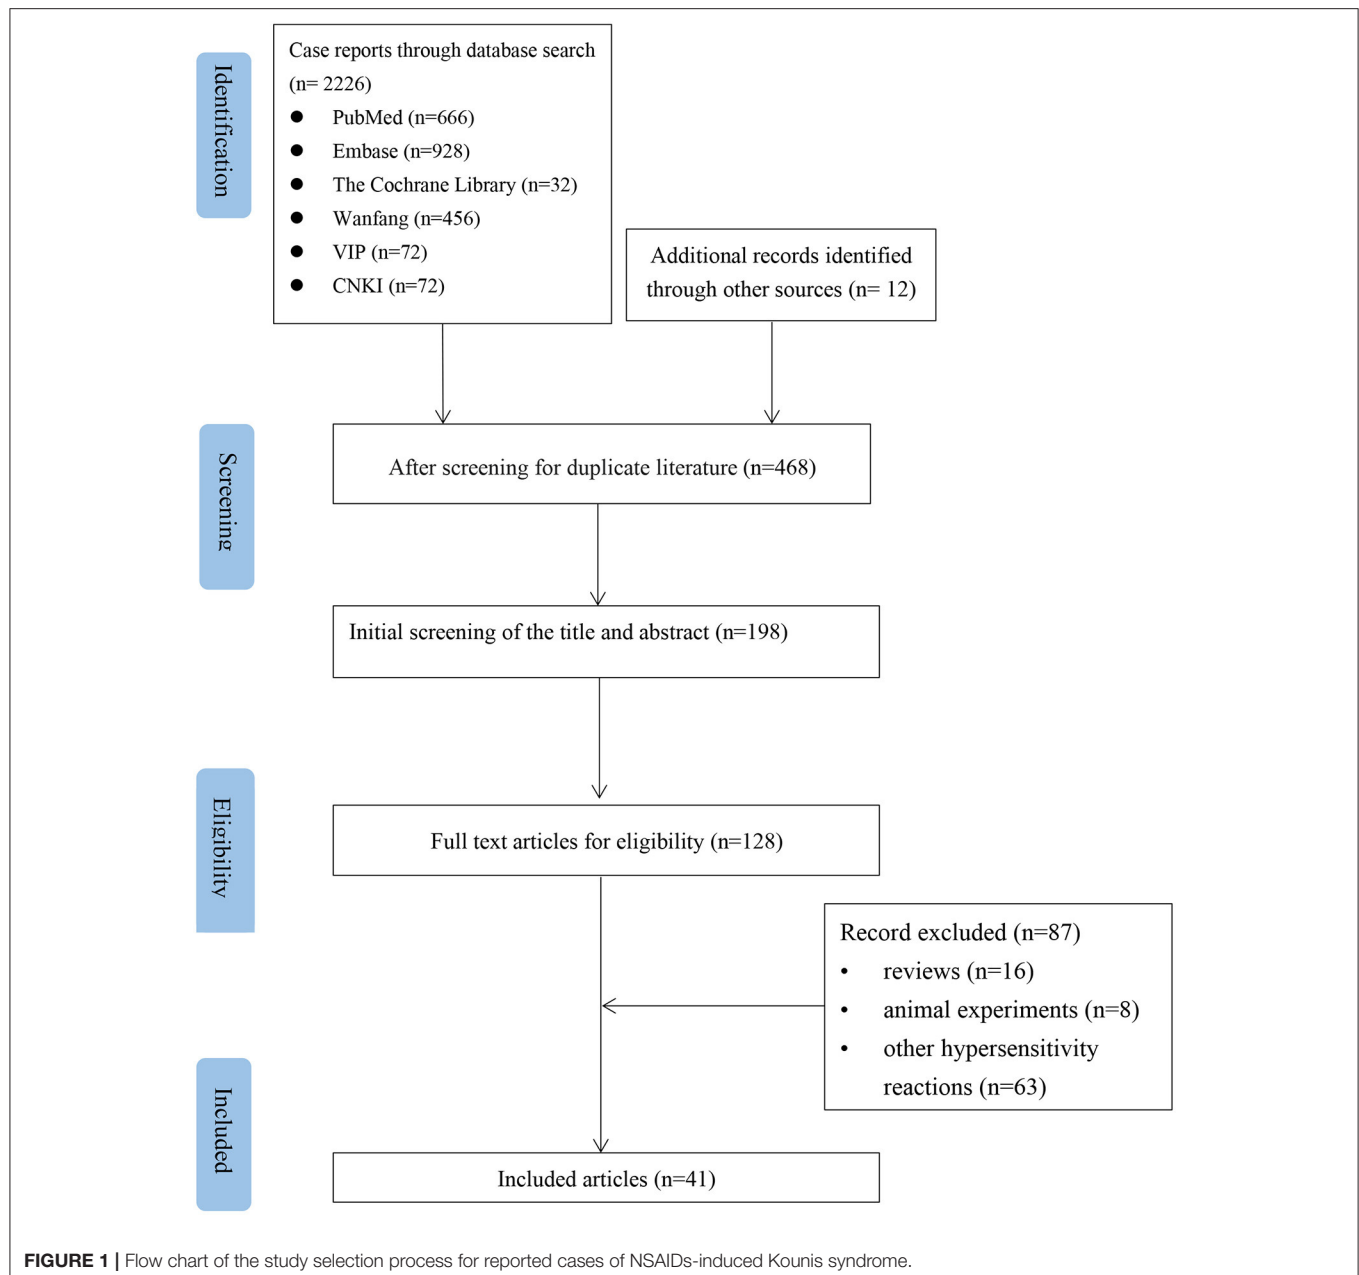 Identification
Case reports through database search
(n= 2226)
● PubMed (n=666)
● Embase (n=928)
● The Cochrane Library (n=32)
● Wanfang (n=456)
● VIP (n=72)
● CNKI (n=72)
Additional records identified
through other sources (n= 12)
Screening
After screening for duplicate literature (n=468)
Initial screening of the title and abstract (n=198)
Eligibility
Full text articles for eligibility (n=128)
Record excluded (n=87)
• reviews (n=16)
• animal experiments (n=8)
• other hypersensitivity
reactions (n=63)
Included
Included articles (n=41)
FIGURE 1 | Flow chart of the study selection process for reported cases of NSAIDs-induced Kounis syndrome.